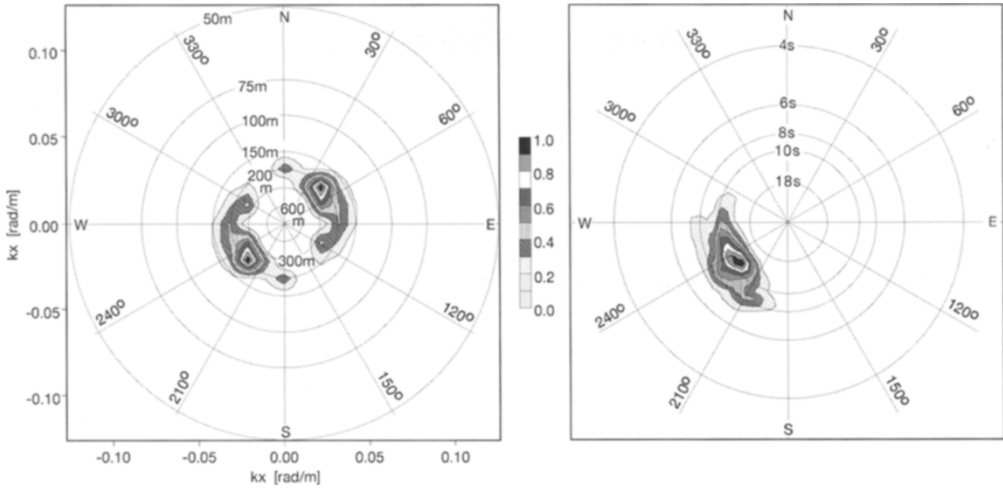 50m
N
330º
30º
75m
300º
100m
60º
150m
200
m
600
m
W
E
300m
240º
120º
210º
150º
S
0.10
0.05
0.00
-0.05
-0.10
kx [rad/m]
-0.10
-0.05
0.00
0.05
0.10
kx [rad/m]
1.0
0.8
0.6
0.4
0.2
0.0
N
4s
330º
30º
6s
300º
60º
8s
10s
18s
W
E
240º
120º
210º
150º
S